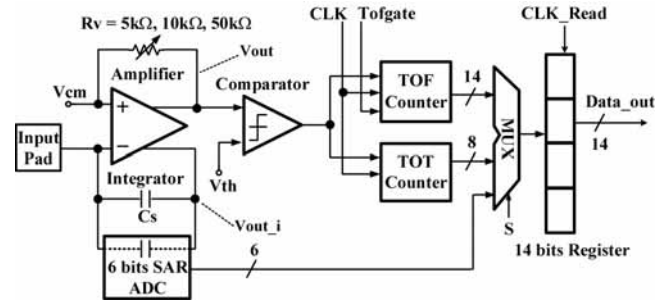 Rv = 5kΩ, 10kΩ, 50kΩ
CLK Tofgate
CLK_Read
Vout
Amplifier
Comparator
Vcm
+
−
TOF
Counter
14
Input
Pad
MUX
Data_out
14
TOT
Counter
8
Vth
Integrator
Cs
Vout_i
S
6 bits SAR
ADC
6
14 bits Register